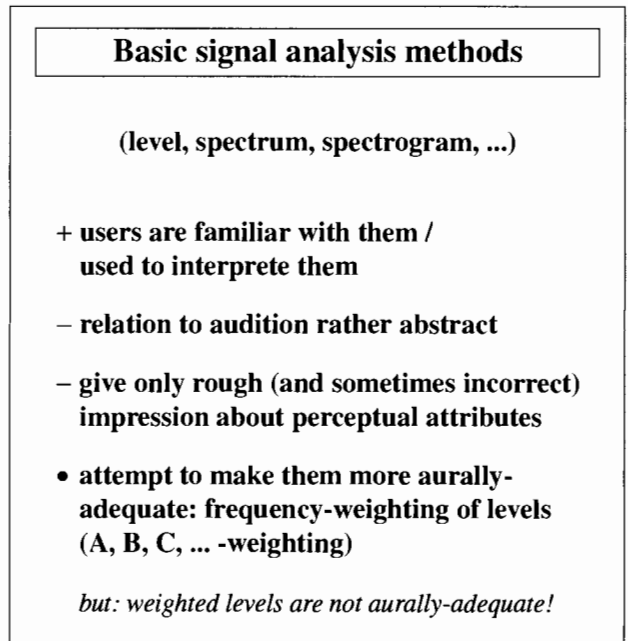 Basic signal analysis methods
(level, spectrum, spectrogram, ...)
+ users are familiar with them /
used to interprete them
– relation to audition rather abstract
– give only rough (and sometimes incorrect)
impression about perceptual attributes
• attempt to make them more aurally-
adequate: frequency-weighting of levels
(A, B, C, ... -weighting)
but: weighted levels are not aurally-adequate!